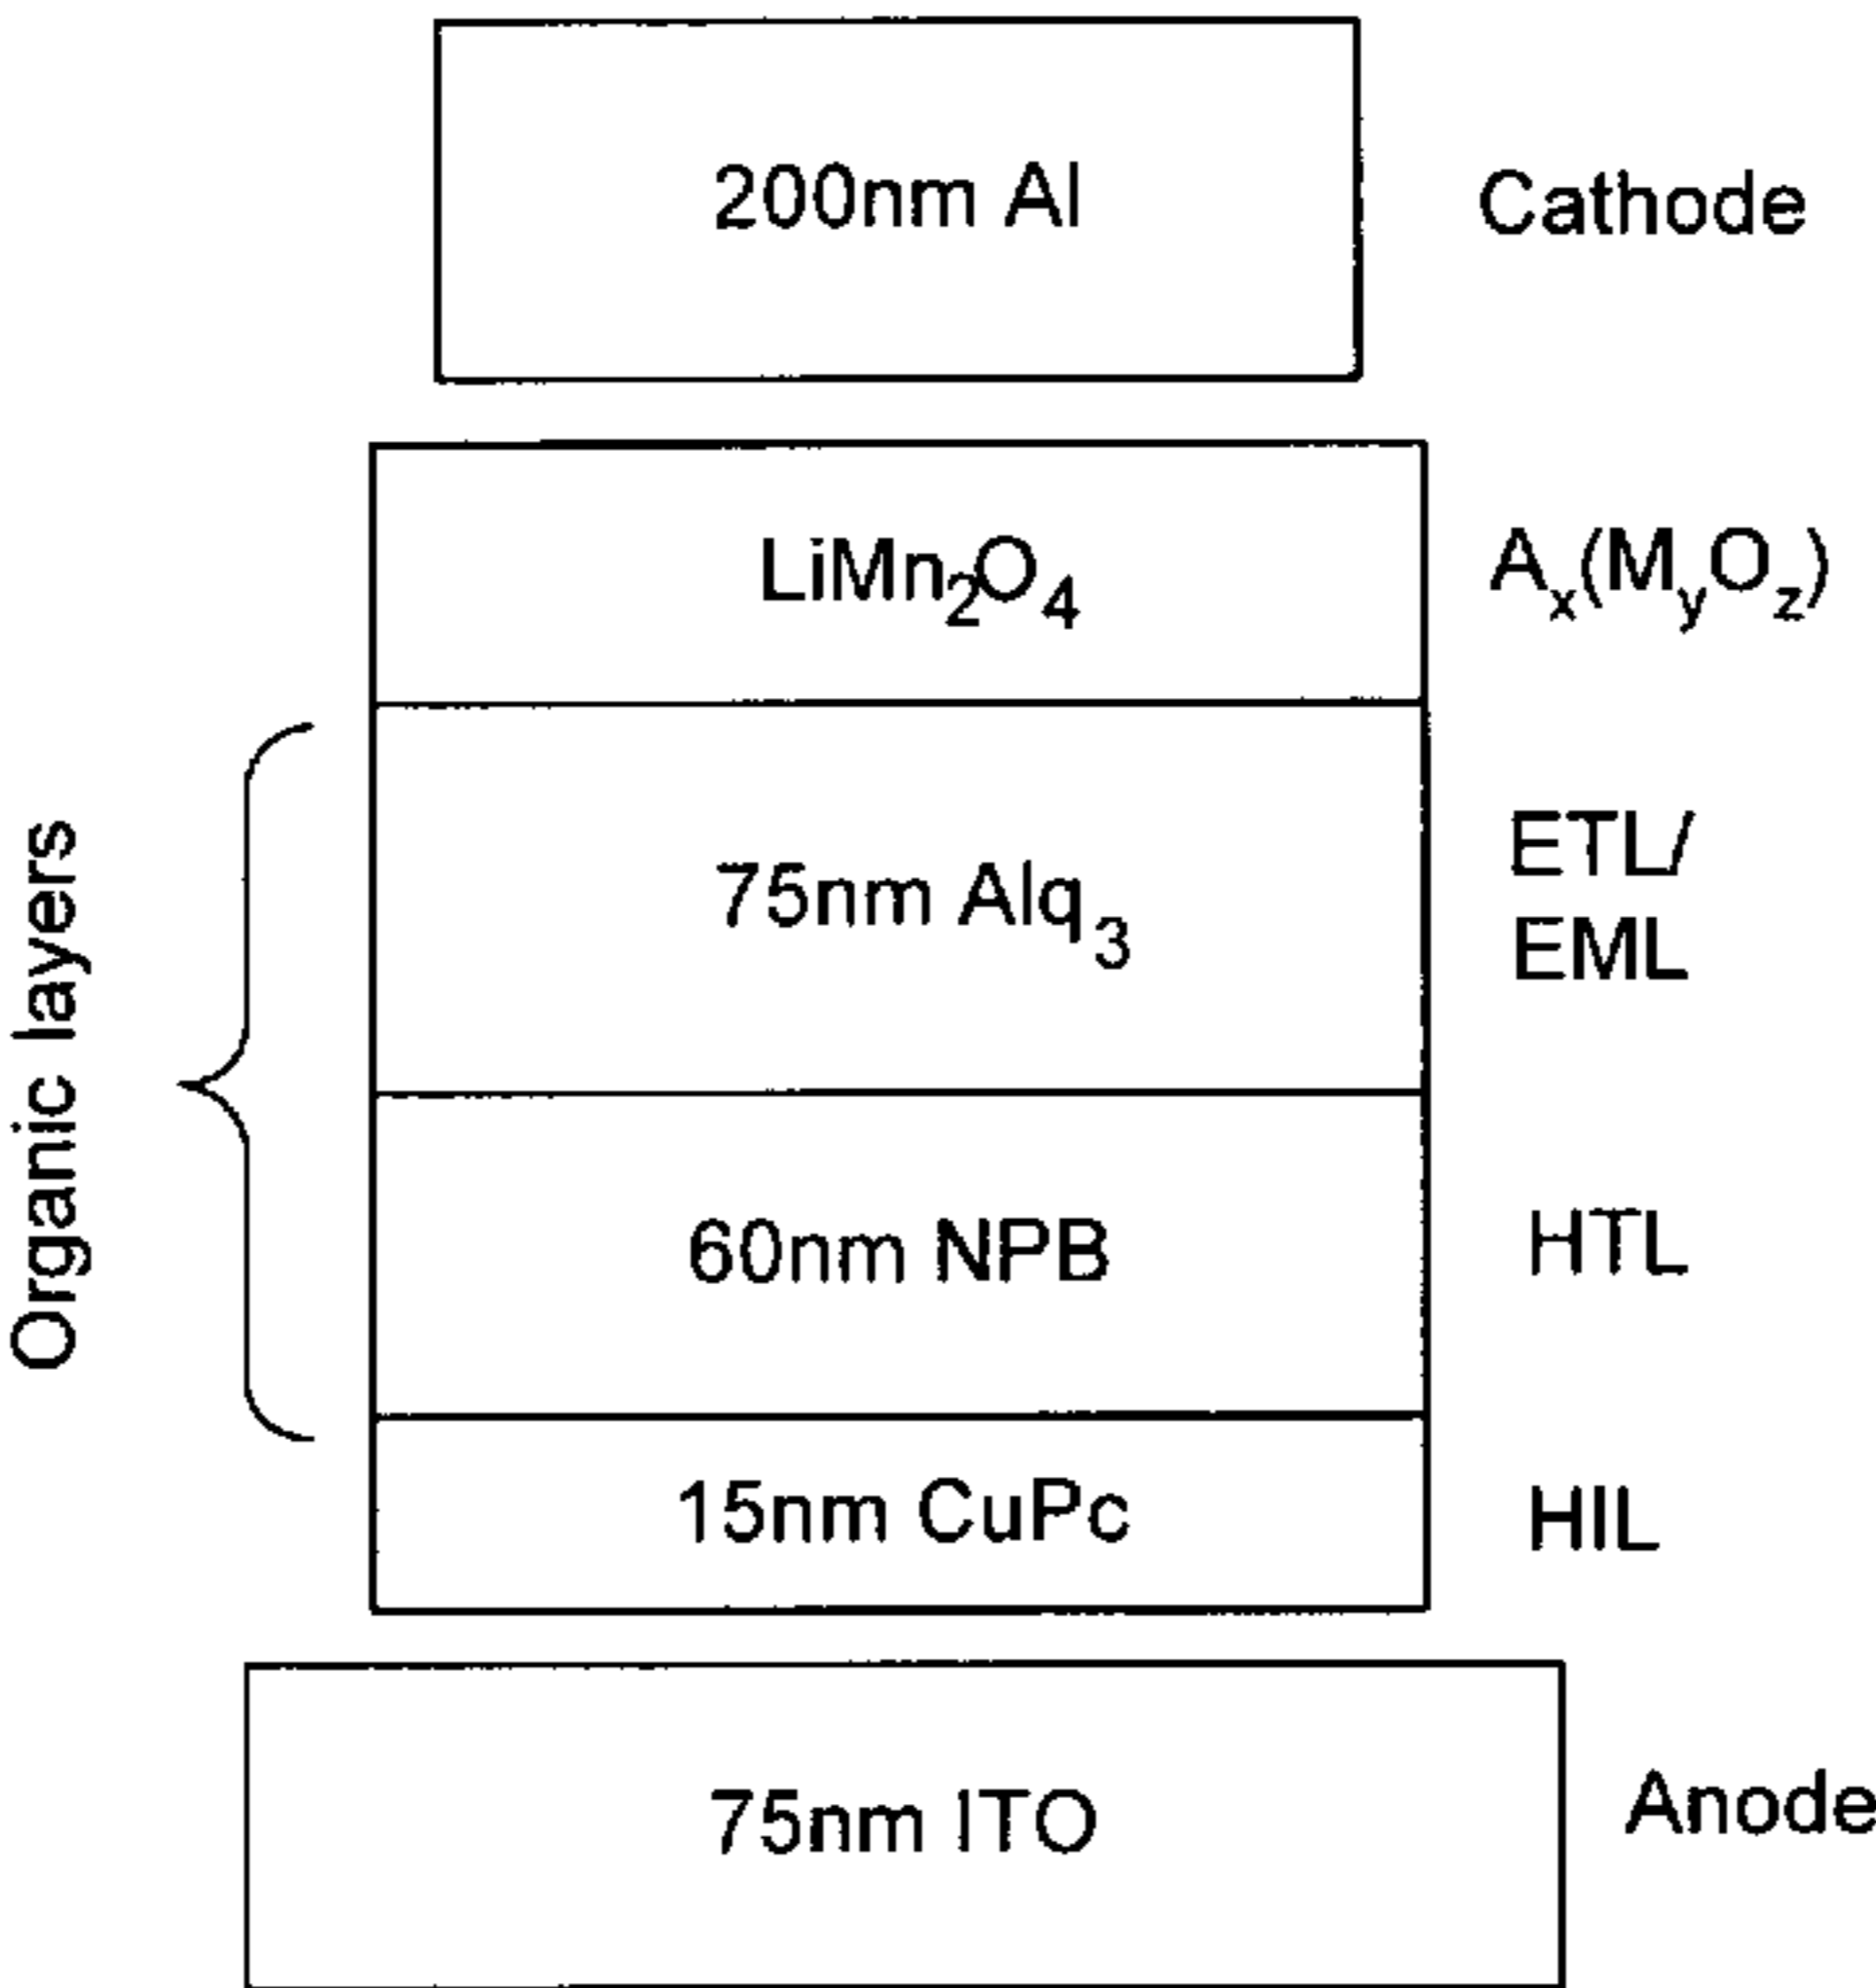 200nm Al
Cathode
LiMn₂O₄
Aₓ(M_yO_z)
Organic layers
75nm Alq₃
ETL/
EML
60nm NPB
HTL
15nm CuPc
HIL
75nm ITO
Anode